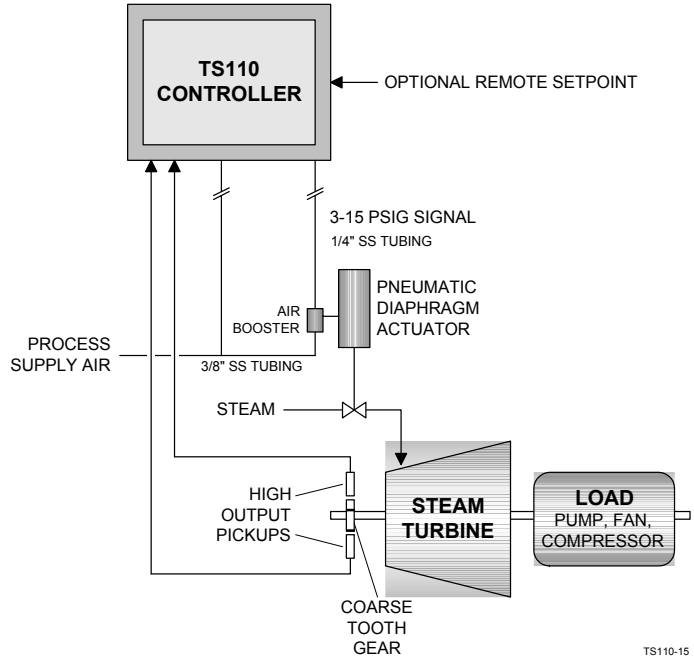 TS110
CONTROLLER
OPTIONAL REMOTE SETPOINT
3-15 PSIG SIGNAL
1/4" SS TUBING
PNEUMATIC
DIAPHRAGM
ACTUATOR
AIR
BOOSTER
PROCESS
SUPPLY AIR
3/8" SS TUBING
STEAM
HIGH
OUTPUT
PICKUPS
STEAM
TURBINE
LOAD
PUMP, FAN,
COMPRESSOR
COARSE
TOOTH
GEAR
TS110-15